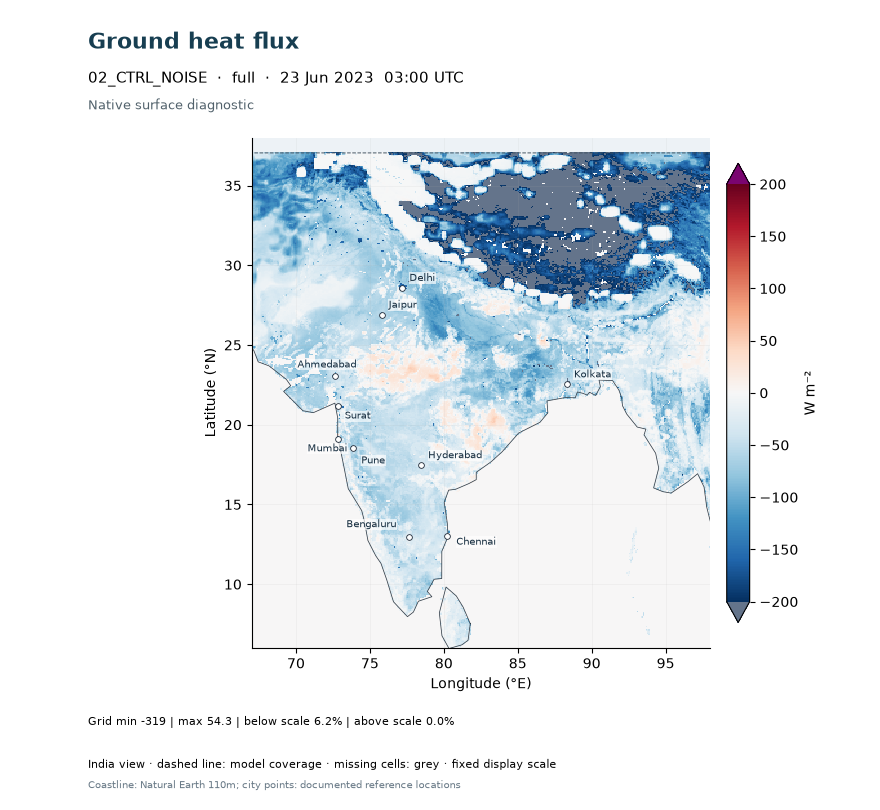 Ground heat flux
02_CTRL_NOISE · full · 23 Jun 2023 03:00 UTC
Native surface diagnostic
35
30
25
20
15
10
Latitude (°N)
Delhi
Jaipur
Ahmedabad
Kolkata
Surat
Mumbai
Pune
Hyderabad
Bengaluru
Chennai
70
75
80
85
90
95
Longitude (°E)
200
150
100
50
0
−50
−100
−150
−200
W m⁻²
Grid min -319 | max 54.3 | below scale 6.2% | above scale 0.0%
India view · dashed line: model coverage · missing cells: grey · fixed display scale
Coastline: Natural Earth 110m; city points: documented reference locations